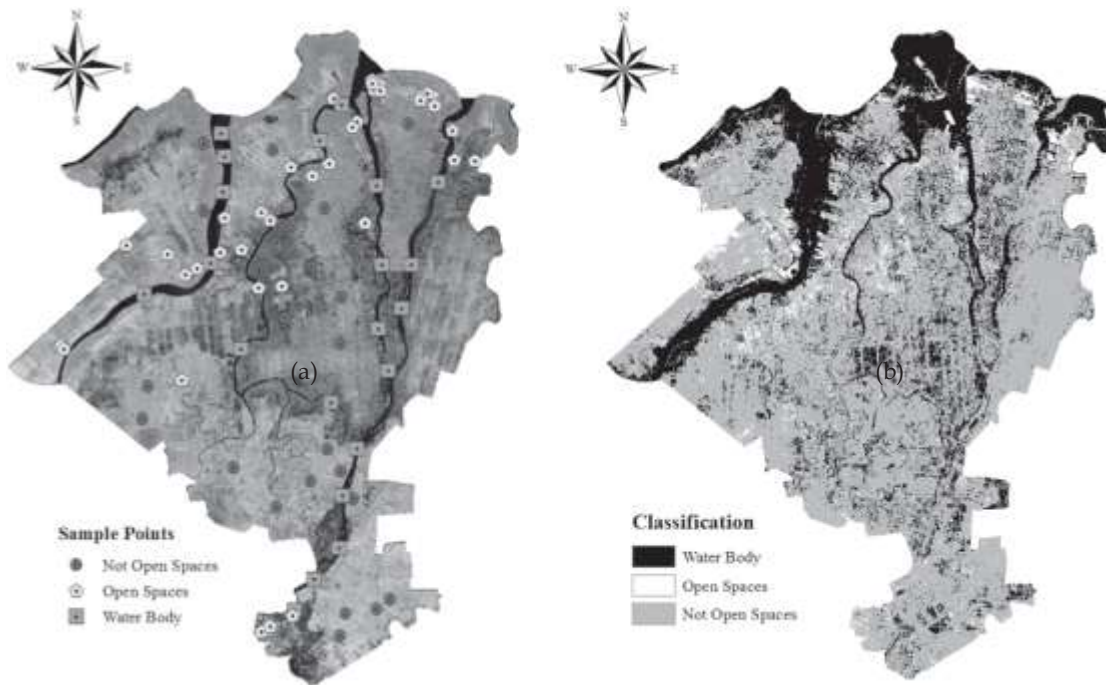 N
W E
S
N
W E
S
(a)
(b)
Sample Points
Not Open Spaces
Open Spaces
Water Body
Classification
Water Body
Open Spaces
Not Open Spaces